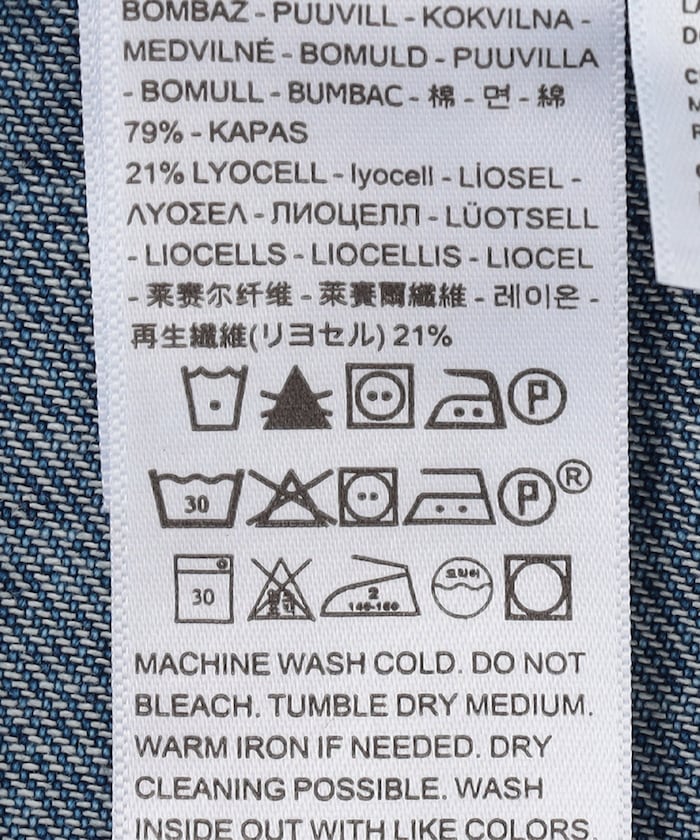 BOMBAŽ - PUUVILL - KOKVILNA -
MEDVILNÉ - BOMULD - PUUVILLA
- BOMULL - BUMBAC - 棉 - 면 - 綿
79% - KAPAS
21% LYOCELL - lyocell - LİOSEL -
ΛΥΟΣΕΛ - ЛИОЦЕЛЛ - LÜOTSELL
- LIOCELLS - LIOCELLIS - LIOCEL
- 莱赛尔纤维 - 萊賽爾纖維 - 레이온 -
再生繊維(リヨセル) 21%
P
30 P ®
30 2 140-160 드라이
MACHINE WASH COLD. DO NOT
BLEACH. TUMBLE DRY MEDIUM.
WARM IRON IF NEEDED. DRY
CLEANING POSSIBLE. WASH
INSIDE OUT WITH LIKE COLORS